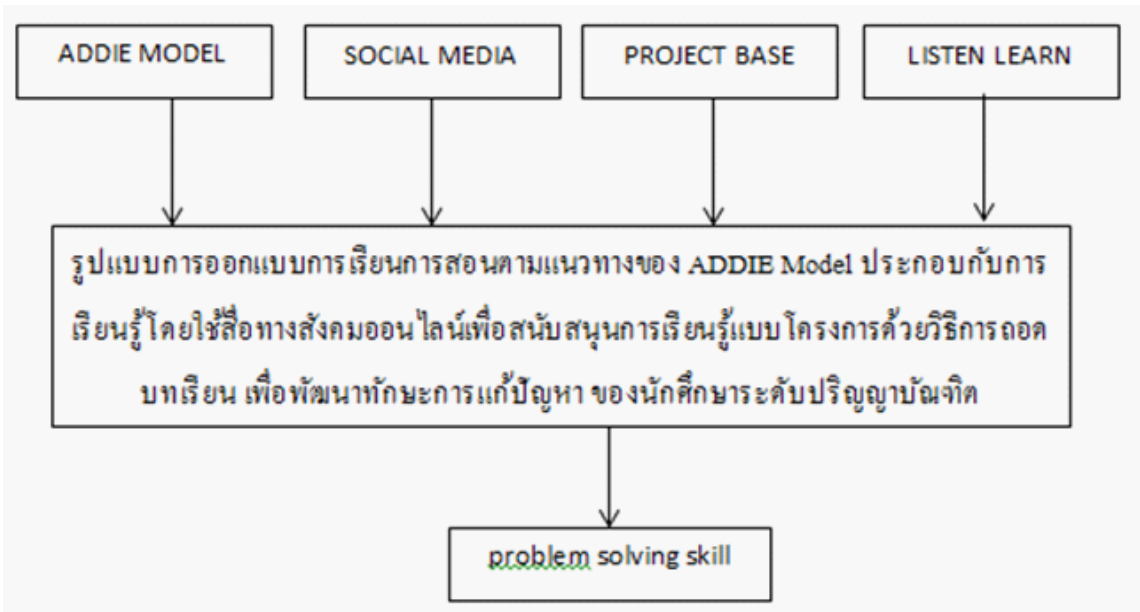 ADDIE MODEL
SOCIAL MEDIA
PROJECT BASE
LISTEN LEARN
รูปแบบการออกแบบการเรียนการสอนตามแนวทางของ ADDIE Model ประกอบกับการ
เรียนรู้โดยใช้สื่อทางสังคมออนไลน์เพื่อสนับสนุนการเรียนรู้แบบโครงการด้วยวิธีการถอด
บทเรียน เพื่อพัฒนาทักษะการแก้ปัญหา ของนักศึกษาระดับปริญญาบัณฑิต
problem solving skill